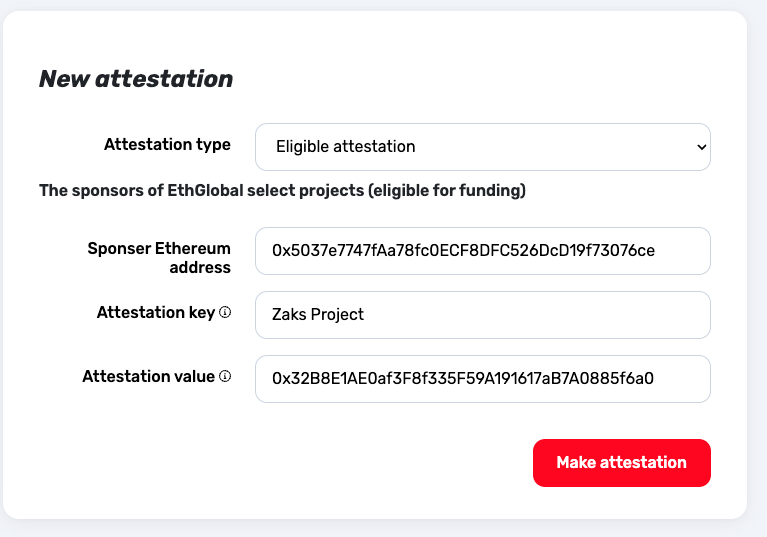 New attestation
Attestation type
Eligible attestation
The sponsors of EthGlobal select projects (eligible for funding)
Sponser Ethereum
address
0x5037e7747fAa78fc0ECF8DFC526DcD19f73076ce
Attestation key
Zaks Project
Attestation value
0x32B8E1AE0af3F8f335F59A191617aB7A0885f6a0
Make attestation